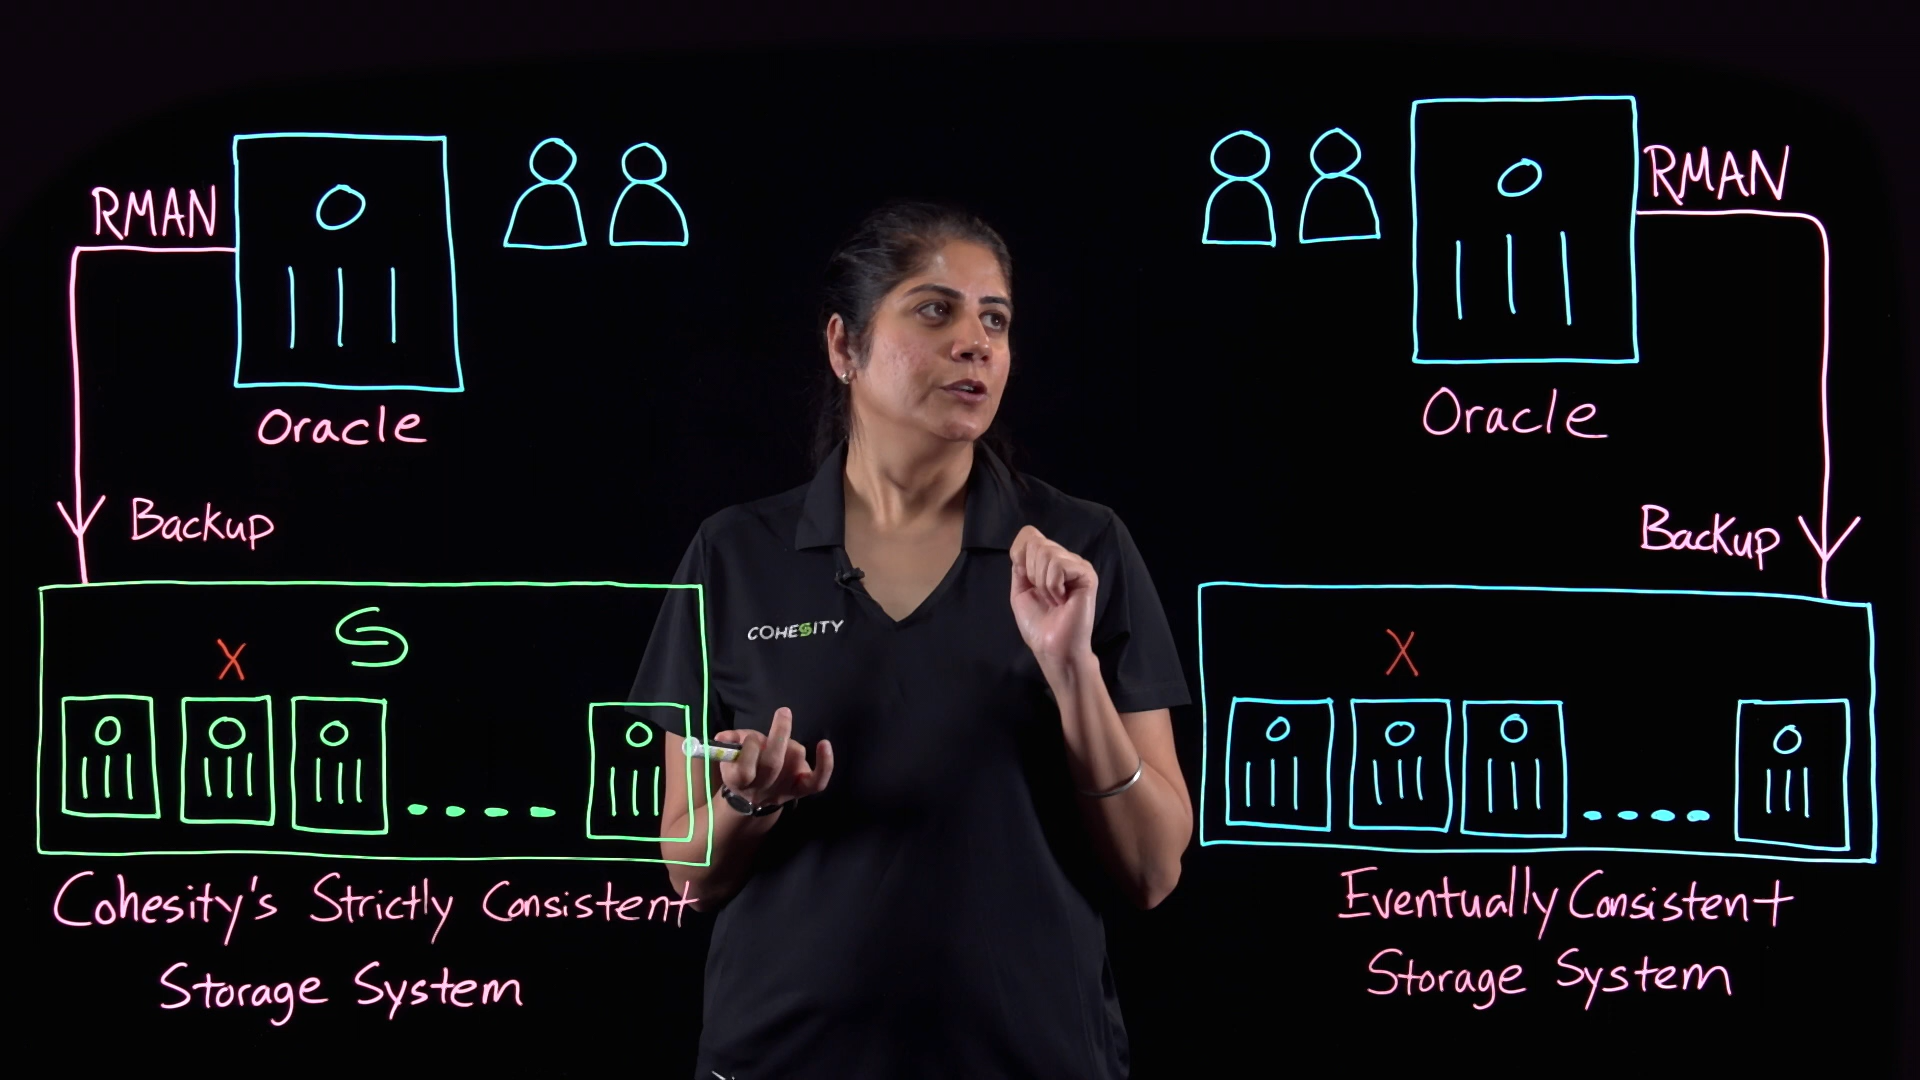 RMAN
Oracle
Backup
X
Cohesity's Strictly Consistent
Storage System
COHESITY
RMAN
Oracle
Backup
X
Eventually Consistent
Storage System